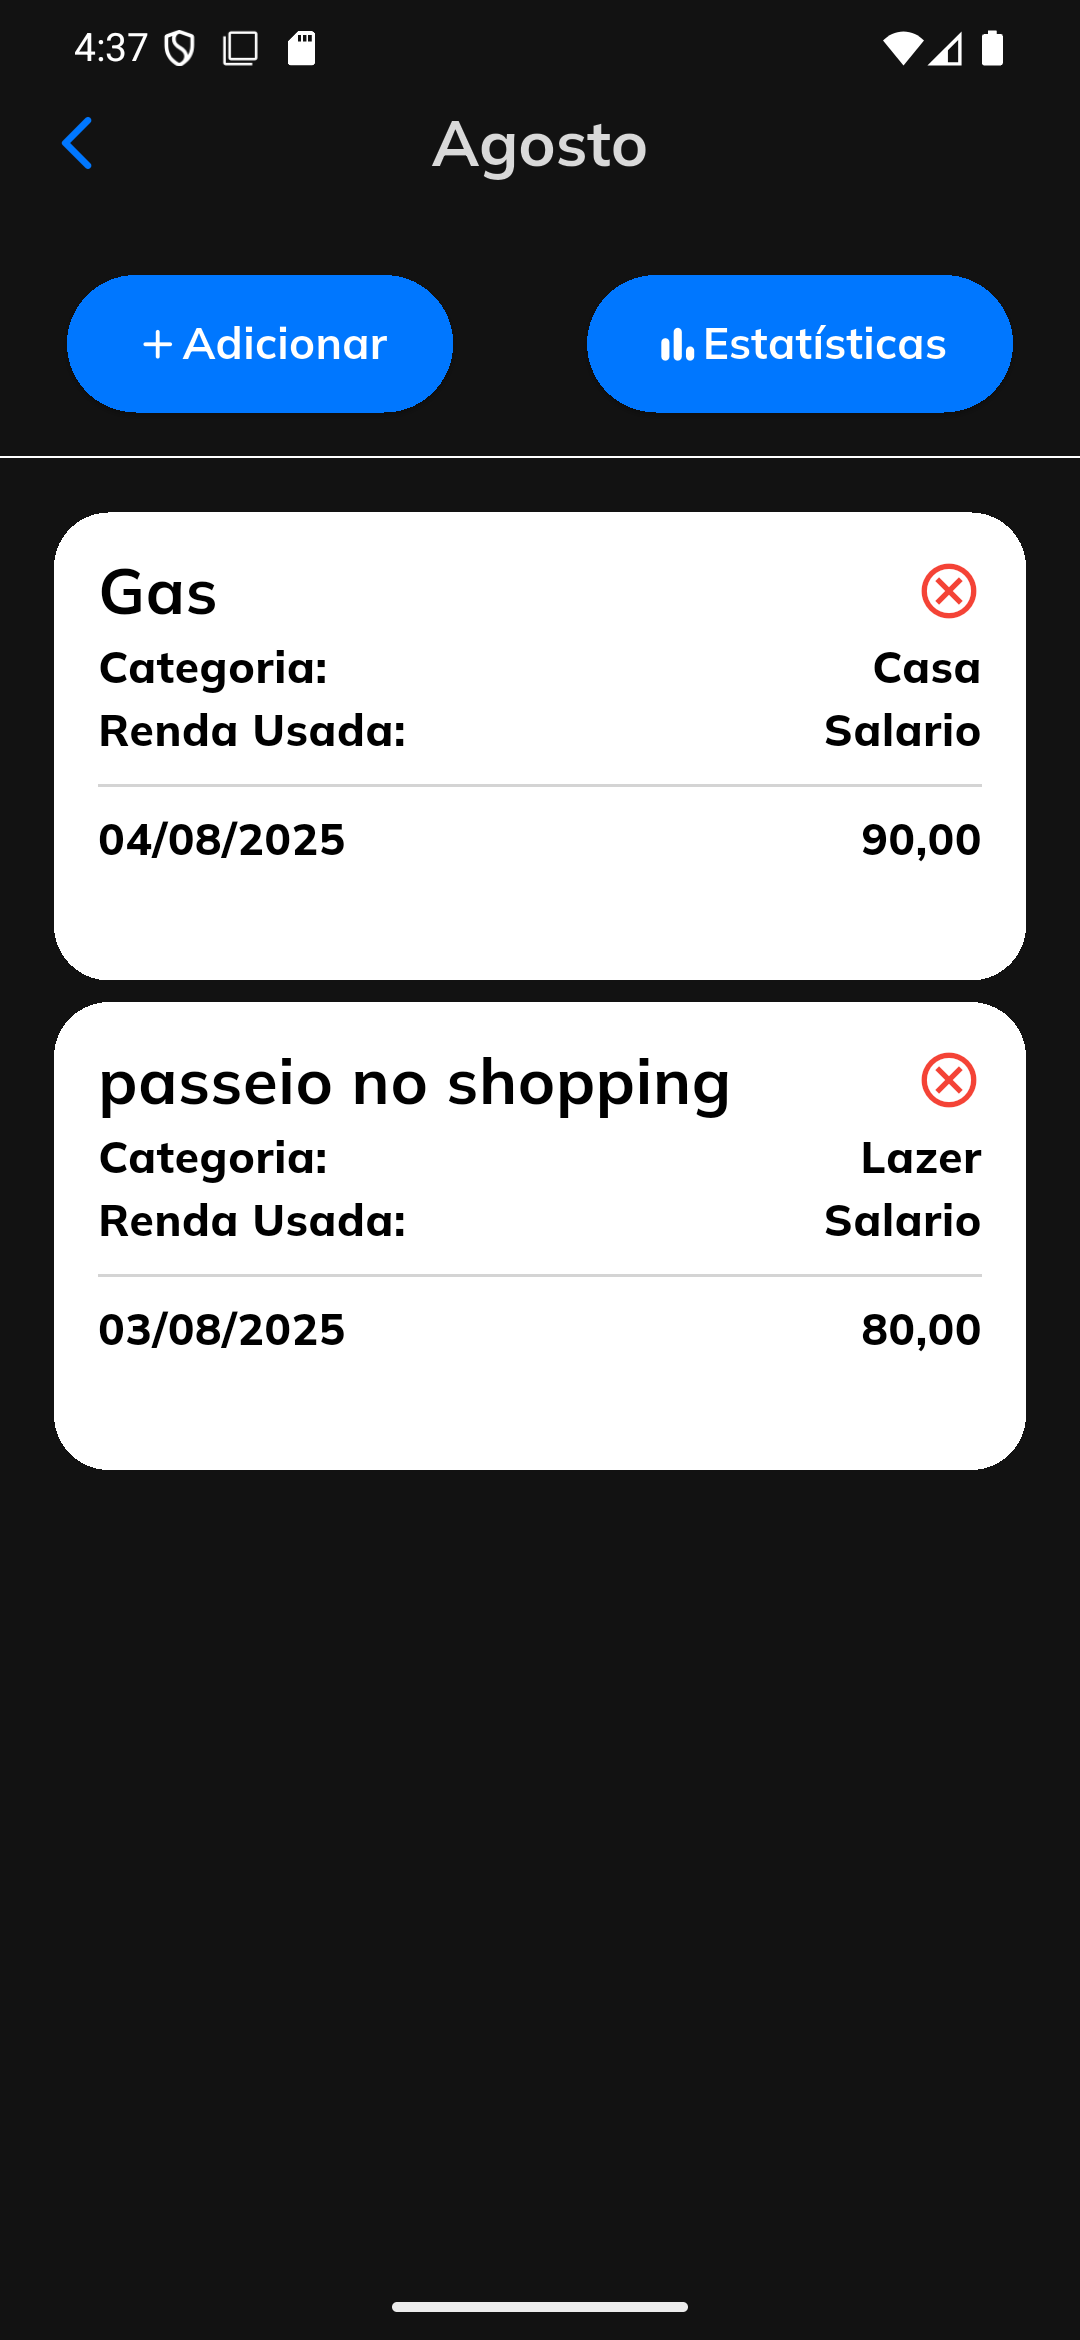 4:37
Agosto
+ Adicionar
Estatísticas
Gas
Categoria: Casa
Renda Usada: Salario
04/08/2025 90,00
passeio no shopping
Categoria: Lazer
Renda Usada: Salario
03/08/2025 80,00